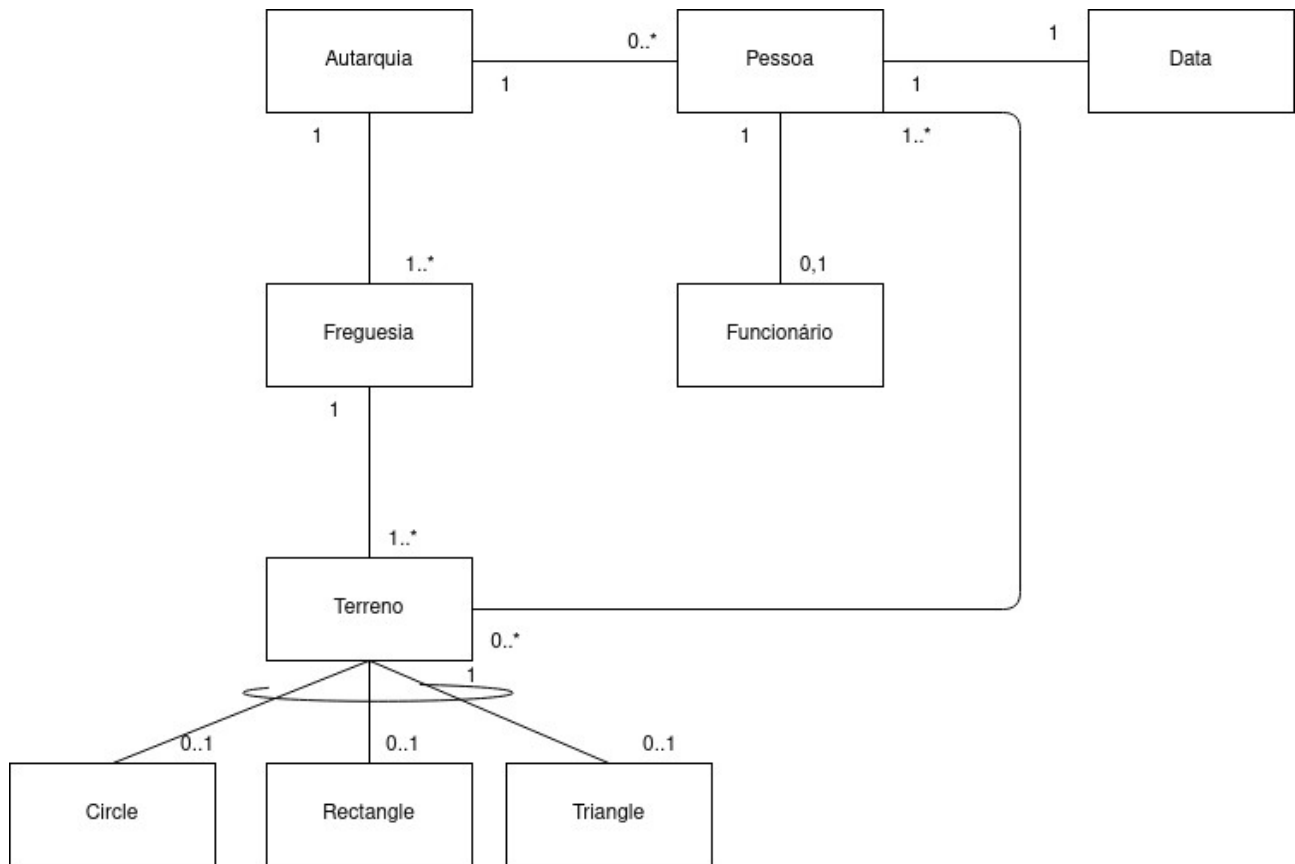 Autarquia
0..*
Pessoa
1
Data
1
1
1
1
1..*
1..*
0,1
Freguesia
Funcionário
1
1..*
Terreno
0..*
1
0..1
0..1
0..1
Circle
Rectangle
Triangle